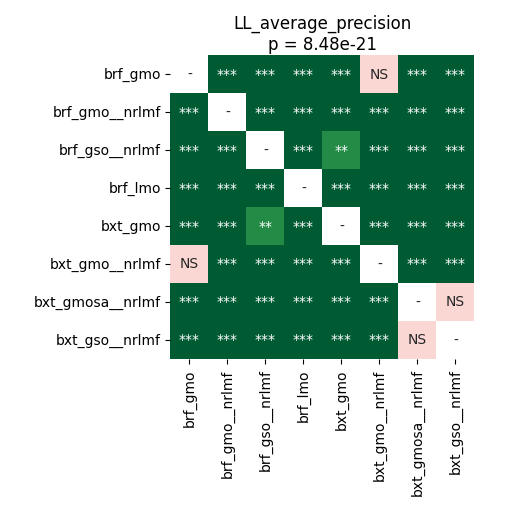 LL_average_precision
p = 8.48e-21
brf_gmo - *** *** *** *** NS *** ***
brf_gmo__nrlmf *** - *** *** *** *** *** ***
brf_gso__nrlmf *** *** - *** ** *** *** ***
brf_lmo *** *** *** - *** *** *** ***
bxt_gmo *** *** ** *** - *** *** ***
bxt_gmo__nrlmf NS *** *** *** *** - *** ***
bxt_gmosa__nrlmf *** *** *** *** *** *** - NS
bxt_gso__nrlmf *** *** *** *** *** *** NS -
brf_gmo
brf_gmo__nrlmf
brf_gso__nrlmf
brf_lmo
bxt_gmo
bxt_gmo__nrlmf
bxt_gmosa__nrlmf
bxt_gso__nrlmf